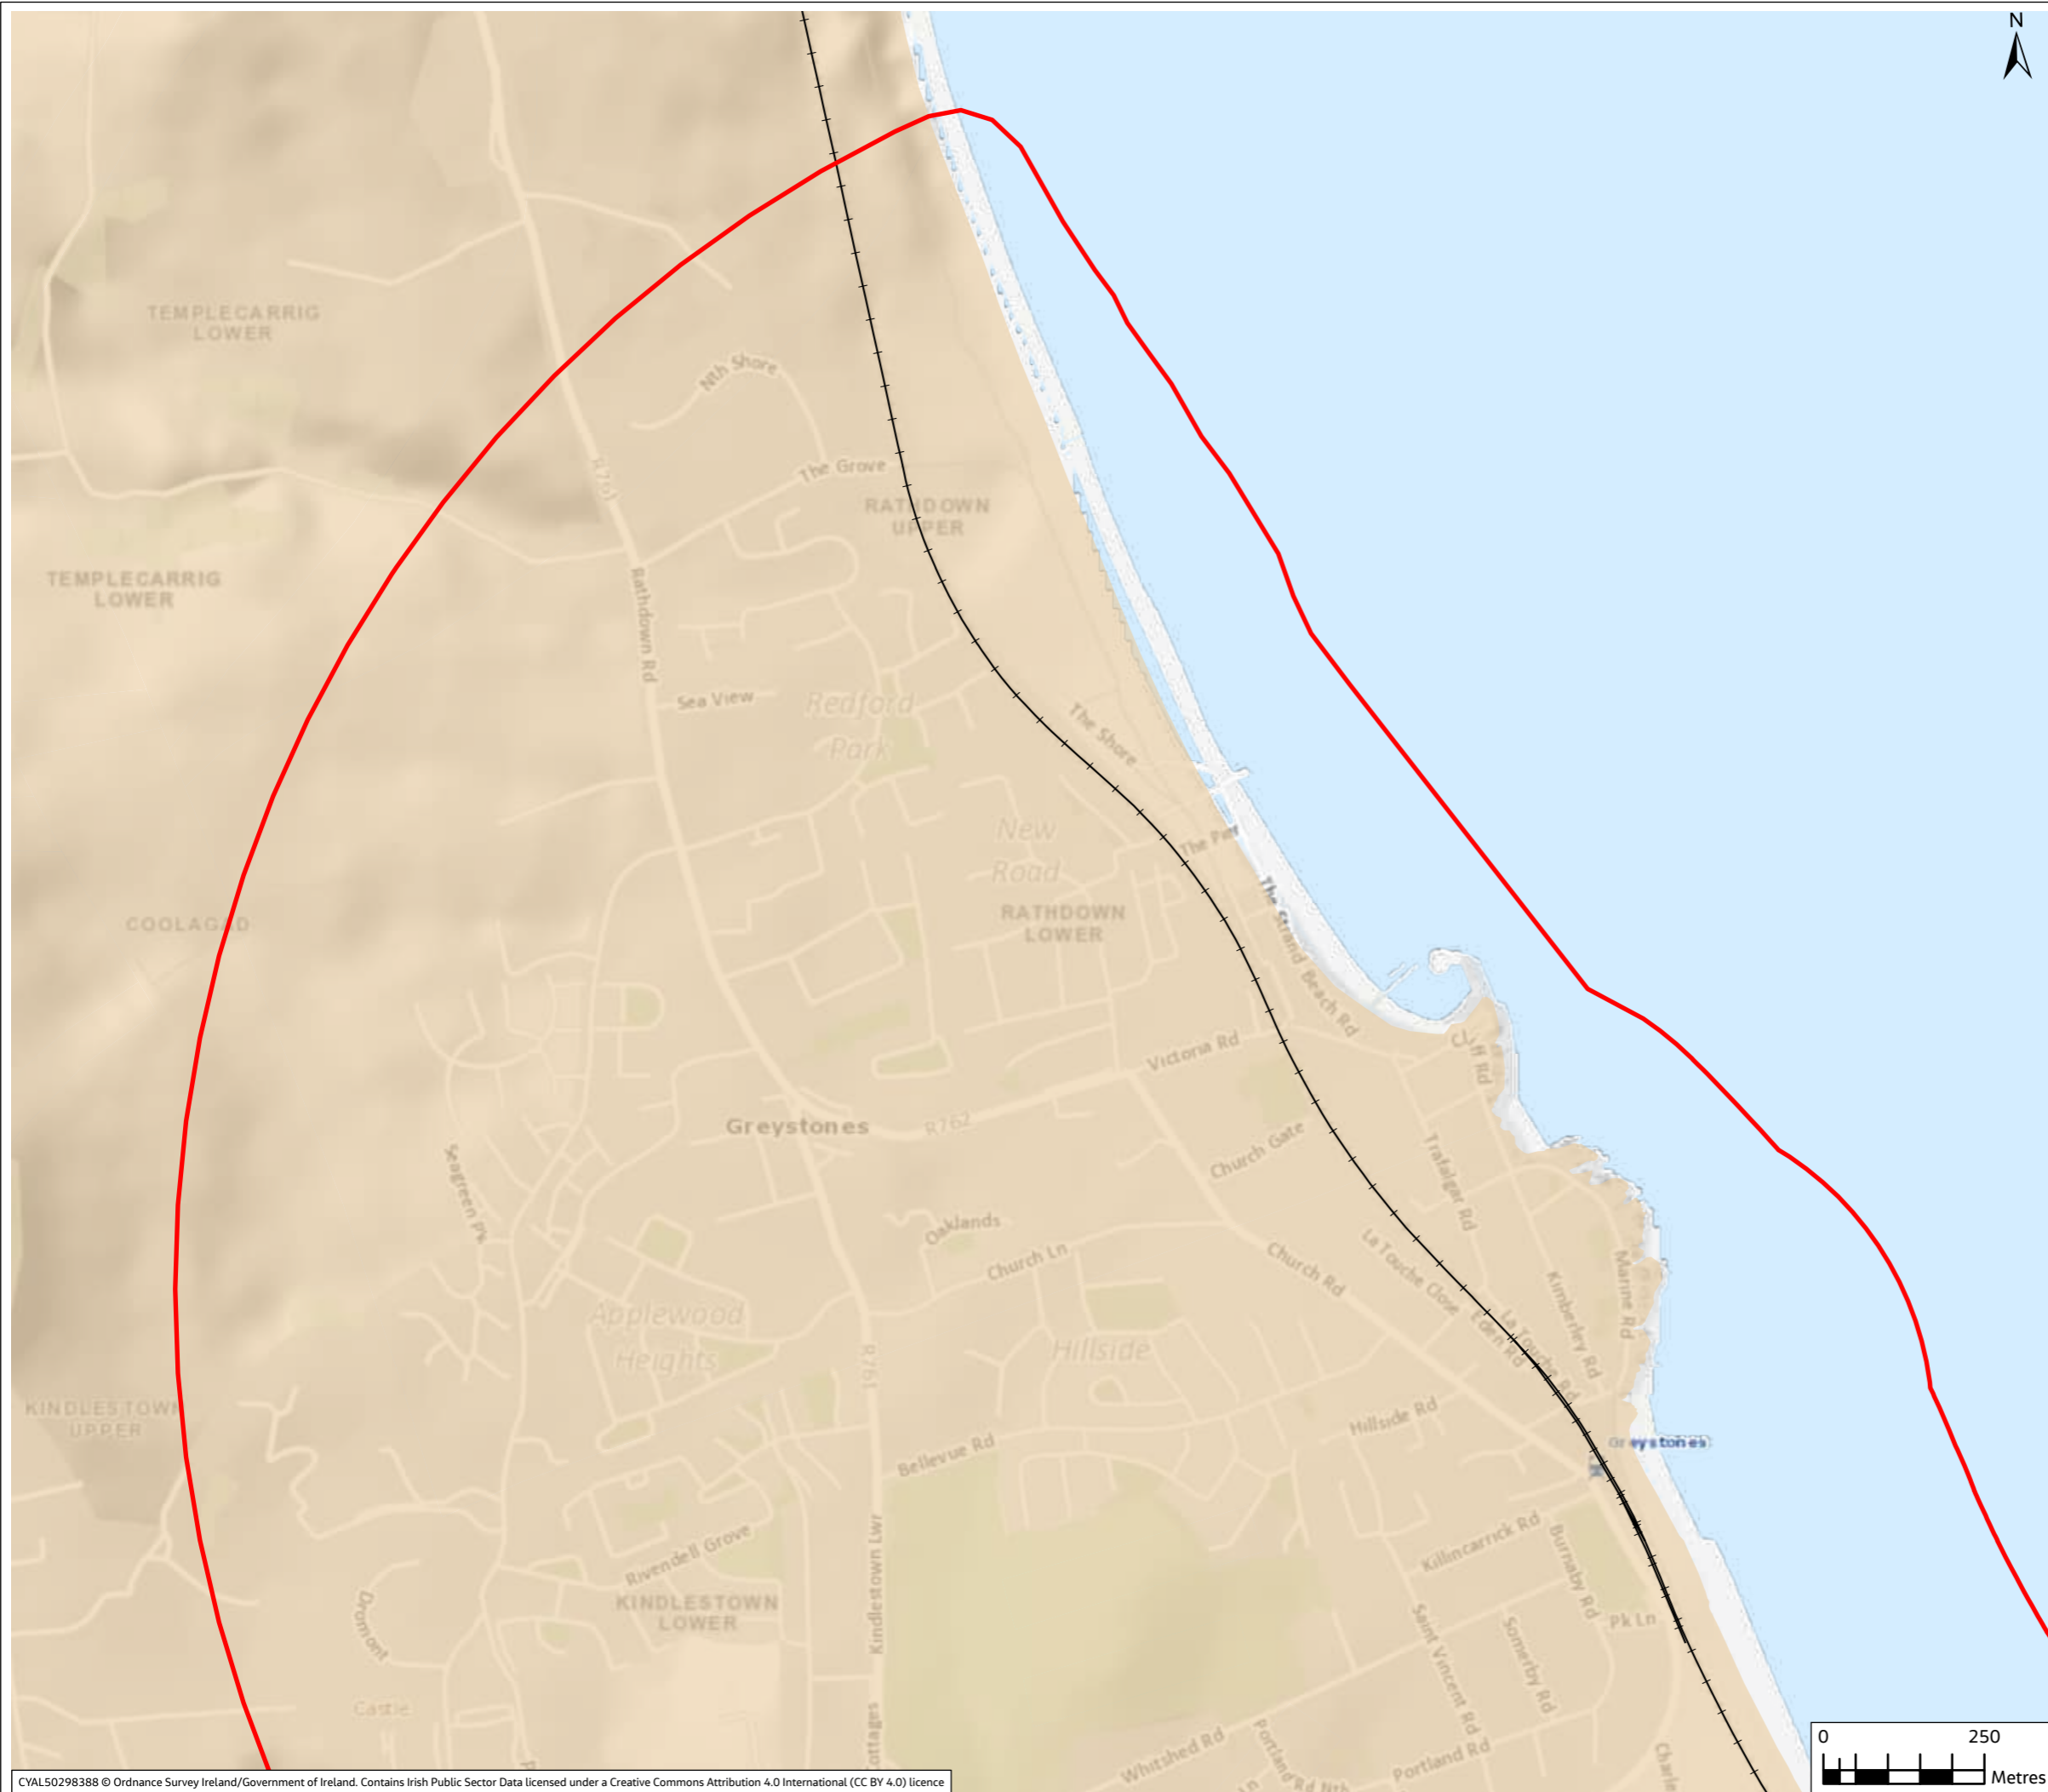 N
TEMPLECARRIG
LOWER
Nth Shore
R761
The Grove
RATHDOWN
UPPER
TEMPLECARRIG
LOWER
Rathdown Rd
Sea View
Redford
Park
The Shore
New
Road
The Pier
RATHDOWN
LOWER
COOLAGAD
The Strand
Beach Rd
Cliff Rd
Victoria Rd
Greystones
R762
Church Gate
Trafalgar Rd
Seagreen Pk
Oaklands
Church Ln
Church Rd
La Touche Close
Kimberley Rd
Marine Rd
Applewood
Heights
Hillside
R761
Eden Rd
La Touche Rd
KINDLESTOWN
UPPER
Hillside Rd
Bellevue Rd
Greystones
Rivendell Grove
Kindlestown Lwr
Killincarrick Rd
Burnaby Rd
KINDLESTOWN
LOWER
Dromont
Pk Ln
Saint Vincent Rd
Somerby Rd
Castle
Cottages
Whitshed Rd
Portland Rd Nth
Portland Rd
0 250
Metres
CYAL50298388 © Ordnance Survey Ireland/Government of Ireland. Contains Irish Public Sector Data licensed under a Creative Commons Attribution 4.0 International (CC BY 4.0) licence